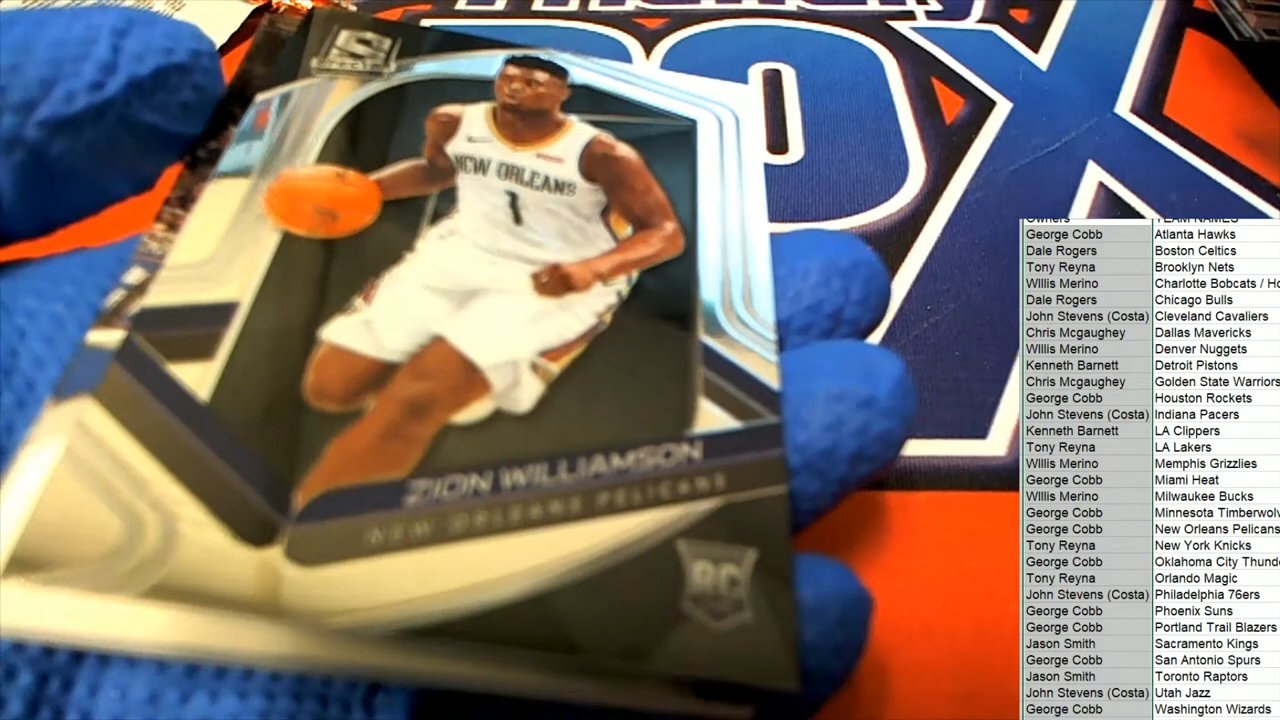 NEW ORLEANS
1
ZION WILLIAMSON
NEW ORLEANS PELICANS
RC
Owners TEAM NAMES
George Cobb Atlanta Hawks
Dale Rogers Boston Celtics
Tony Reyna Brooklyn Nets
WIllis Merino Charlotte Bobcats / Ho
Dale Rogers Chicago Bulls
John Stevens (Costa) Cleveland Cavaliers
Chris Mcgaughey Dallas Mavericks
WIllis Merino Denver Nuggets
Kenneth Barnett Detroit Pistons
Chris Mcgaughey Golden State Warriors
George Cobb Houston Rockets
John Stevens (Costa) Indiana Pacers
Kenneth Barnett LA Clippers
Tony Reyna LA Lakers
WIllis Merino Memphis Grizzlies
George Cobb Miami Heat
WIllis Merino Milwaukee Bucks
George Cobb Minnesota Timberwolv
George Cobb New Orleans Pelicans
Tony Reyna New York Knicks
George Cobb Oklahoma City Thunde
Tony Reyna Orlando Magic
John Stevens (Costa) Philadelphia 76ers
George Cobb Phoenix Suns
George Cobb Portland Trail Blazers
Jason Smith Sacramento Kings
George Cobb San Antonio Spurs
Jason Smith Toronto Raptors
John Stevens (Costa) Utah Jazz
George Cobb Washington Wizards